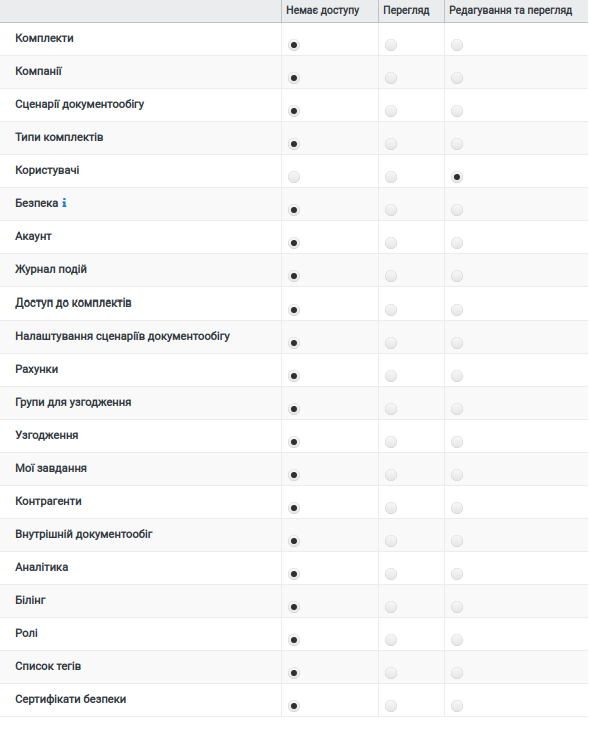 Немає доступу Перегляд Редагування та перегляд
Комплекти
Компанії
Сценарії документообігу
Типи комплектів
Користувачі
Безпека i
Акаунт
Журнал подій
Доступ до комплектів
Налаштування сценаріїв документообігу
Рахунки
Групи для узгодження
Узгодження
Мої завдання
Контрагенти
Внутрішній документообіг
Аналітика
Білінг
Ролі
Список тегів
Сертифікати безпеки